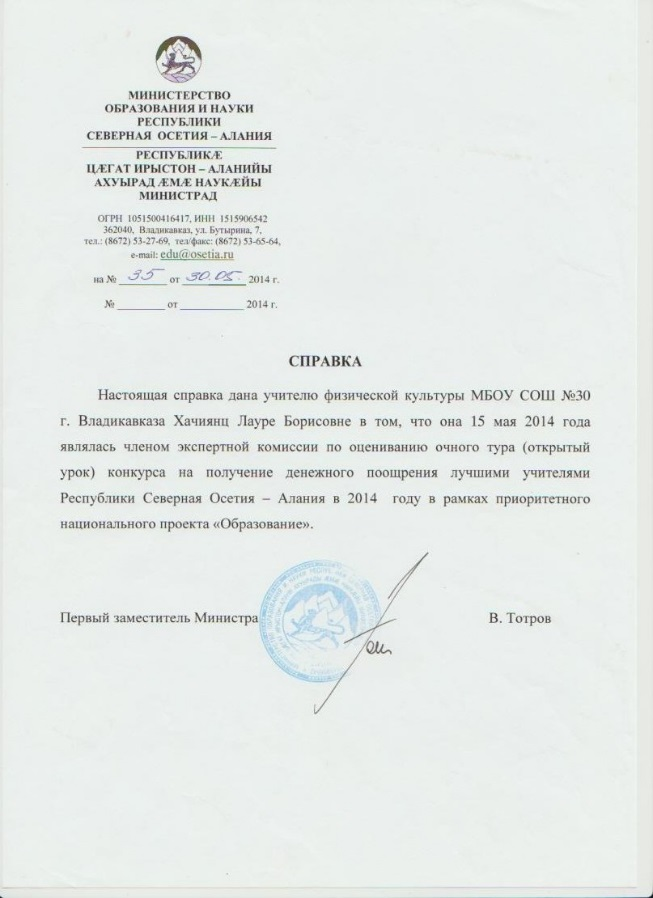 МИНИСТЕРСТВО
ОБРАЗОВАНИЯ И НАУКИ
РЕСПУБЛИКИ
СЕВЕРНАЯ ОСЕТИЯ – АЛАНИЯ
РЕСПУБЛИКÆ
ЦÆГАТ ИРЫСТОН – АЛАНИЙЫ
АХУЫРАД ÆМÆ НАУКÆЙЫ
МИНИСТРАД
ОГРН 1051500416417, ИНН 1515906542
362040, Владикавказ, ул. Бутырина, 7,
тел.: (8672) 53-27-69, тел/факс: (8672) 53-65-64,
e-mail: edu@osetia.ru
на № 35 от 30.05. 2014 г.
№ ________ от ___________ 2014 г.
СПРАВКА
Настоящая справка дана учителю физической культуры МБОУ СОШ №30
г. Владикавказа Хачиянц Лауре Борисовне в том, что она 15 мая 2014 года
являлась членом экспертной комиссии по оцениванию очного тура (открытый
урок) конкурса на получение денежного поощрения лучшими учителями
Республики Северная Осетия – Алания в 2014 году в рамках приоритетного
национального проекта «Образование».
Первый заместитель Министра В. Тотров